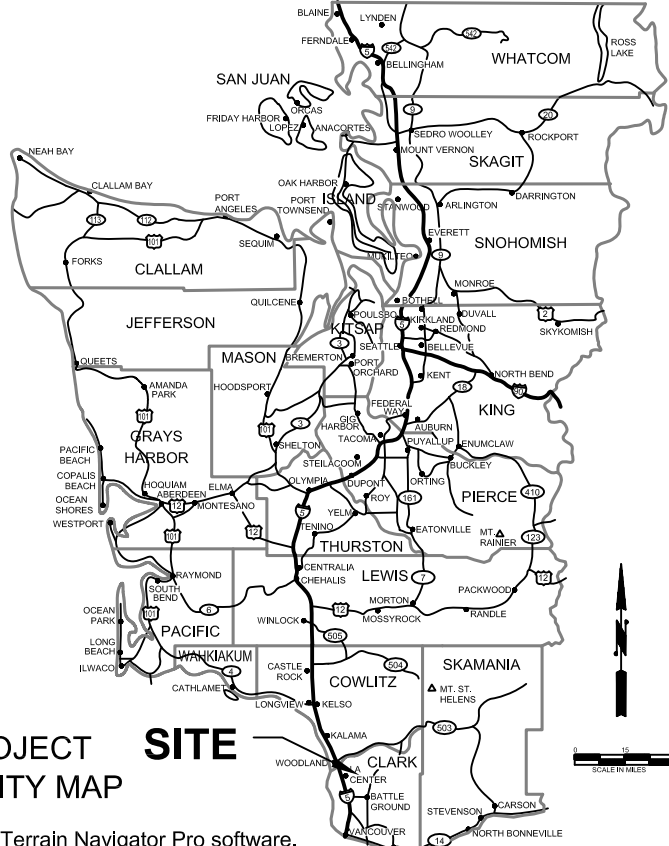 BLAINE
LYNDEN
FERNDALE
5
542
542
BELLINGHAM
WHATCOM
ROSS
LAKE
SAN JUAN
ORCAS
FRIDAY HARBOR
LOPEZ
ANACORTES
9
20
SEDRO WOOLLEY
ROCKPORT
MOUNT VERNON
SKAGIT
NEAH BAY
CLALLAM BAY
OAK HARBOR
ISLAND
DARRINGTON
PORT
ANGELES
PORT
TOWNSEND
STANWOOD
ARLINGTON
113
112
101
SEQUIM
EVERETT
SNOHOMISH
MUKILTEO
9
FORKS
CLALLAM
MONROE
QUILCENE
BOTHELL
POULSBO
KIRKLAND
DUVALL
2
JEFFERSON
KITSAP
5
REDMOND
SKYKOMISH
MASON
BREMERTON
3
SEATTLE
BELLEVUE
QUEETS
PORT
ORCHARD
KENT
NORTH BEND
AMANDA
PARK
HOODSPORT
18
90
FEDERAL
WAY
KING
101
GRAYS
HARBOR
101
3
GIG
HARBOR
AUBURN
TACOMA
PUYALLUP
ENUMCLAW
PACIFIC
BEACH
SHELTON
STEILACOOM
BUCKLEY
COPALIS
BEACH
HOQUIAM
ABERDEEN
ELMA
OLYMPIA
DUPONT
ORTING
PIERCE
410
OCEAN
SHORES
12
MONTESANO
ROY
161
WESTPORT
5
YELM
101
12
TENINO
EATONVILLE
MT.
RAINIER
123
THURSTON
CENTRALIA
RAYMOND
CHEHALIS
LEWIS
7
12
SOUTH
BEND
PACKWOOD
OCEAN
PARK
101
6
12
MORTON
MOSSYROCK
RANDLE
PACIFIC
WINLOCK
505
LONG
BEACH
WAHKIAKUM
ILWACO
4
CASTLE
ROCK
504
SKAMANIA
CATHLAMET
COWLITZ
MT. ST.
HELENS
LONGVIEW
KELSO
503
KALAMA
N
OJECT
SITE
0
15
SCALE IN MILES
WOODLAND
LA
CENTER
CLARK
ITY MAP
5
BATTLE
GROUND
CARSON
STEVENSON
Terrain Navigator Pro software.
VANCOUVER
14
NORTH BONNEVILLE